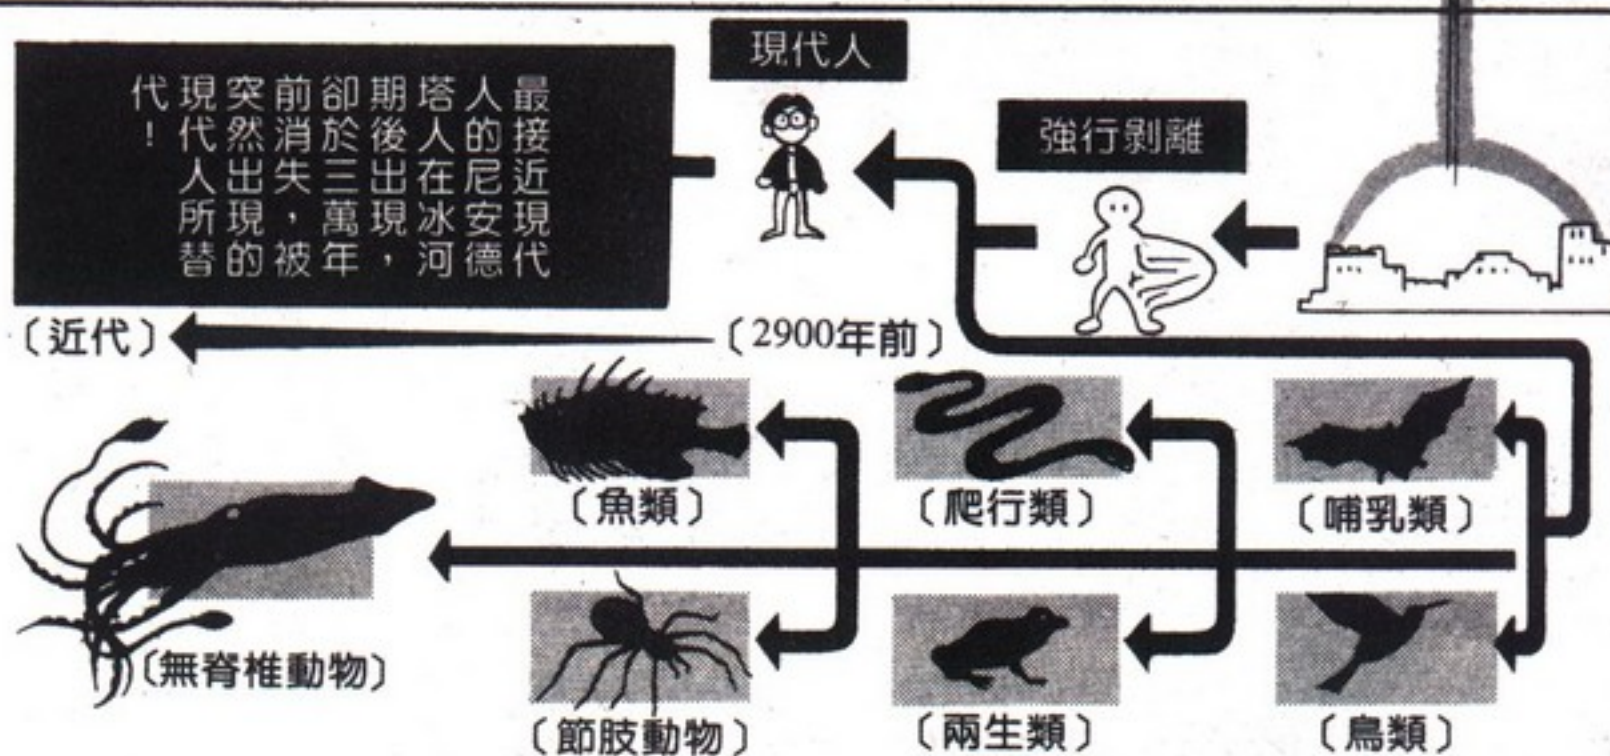 現代人
強行剝離
最接近現代
人的尼安德
塔人在冰河
期後出現，
卻於三萬年
前消失，被
突然出現的
現代人所替
代！
〔近代〕
〔2900年前〕
〔魚類〕
〔爬行類〕
〔哺乳類〕
〔無脊椎動物〕
〔節肢動物〕
〔兩生類〕
〔鳥類〕